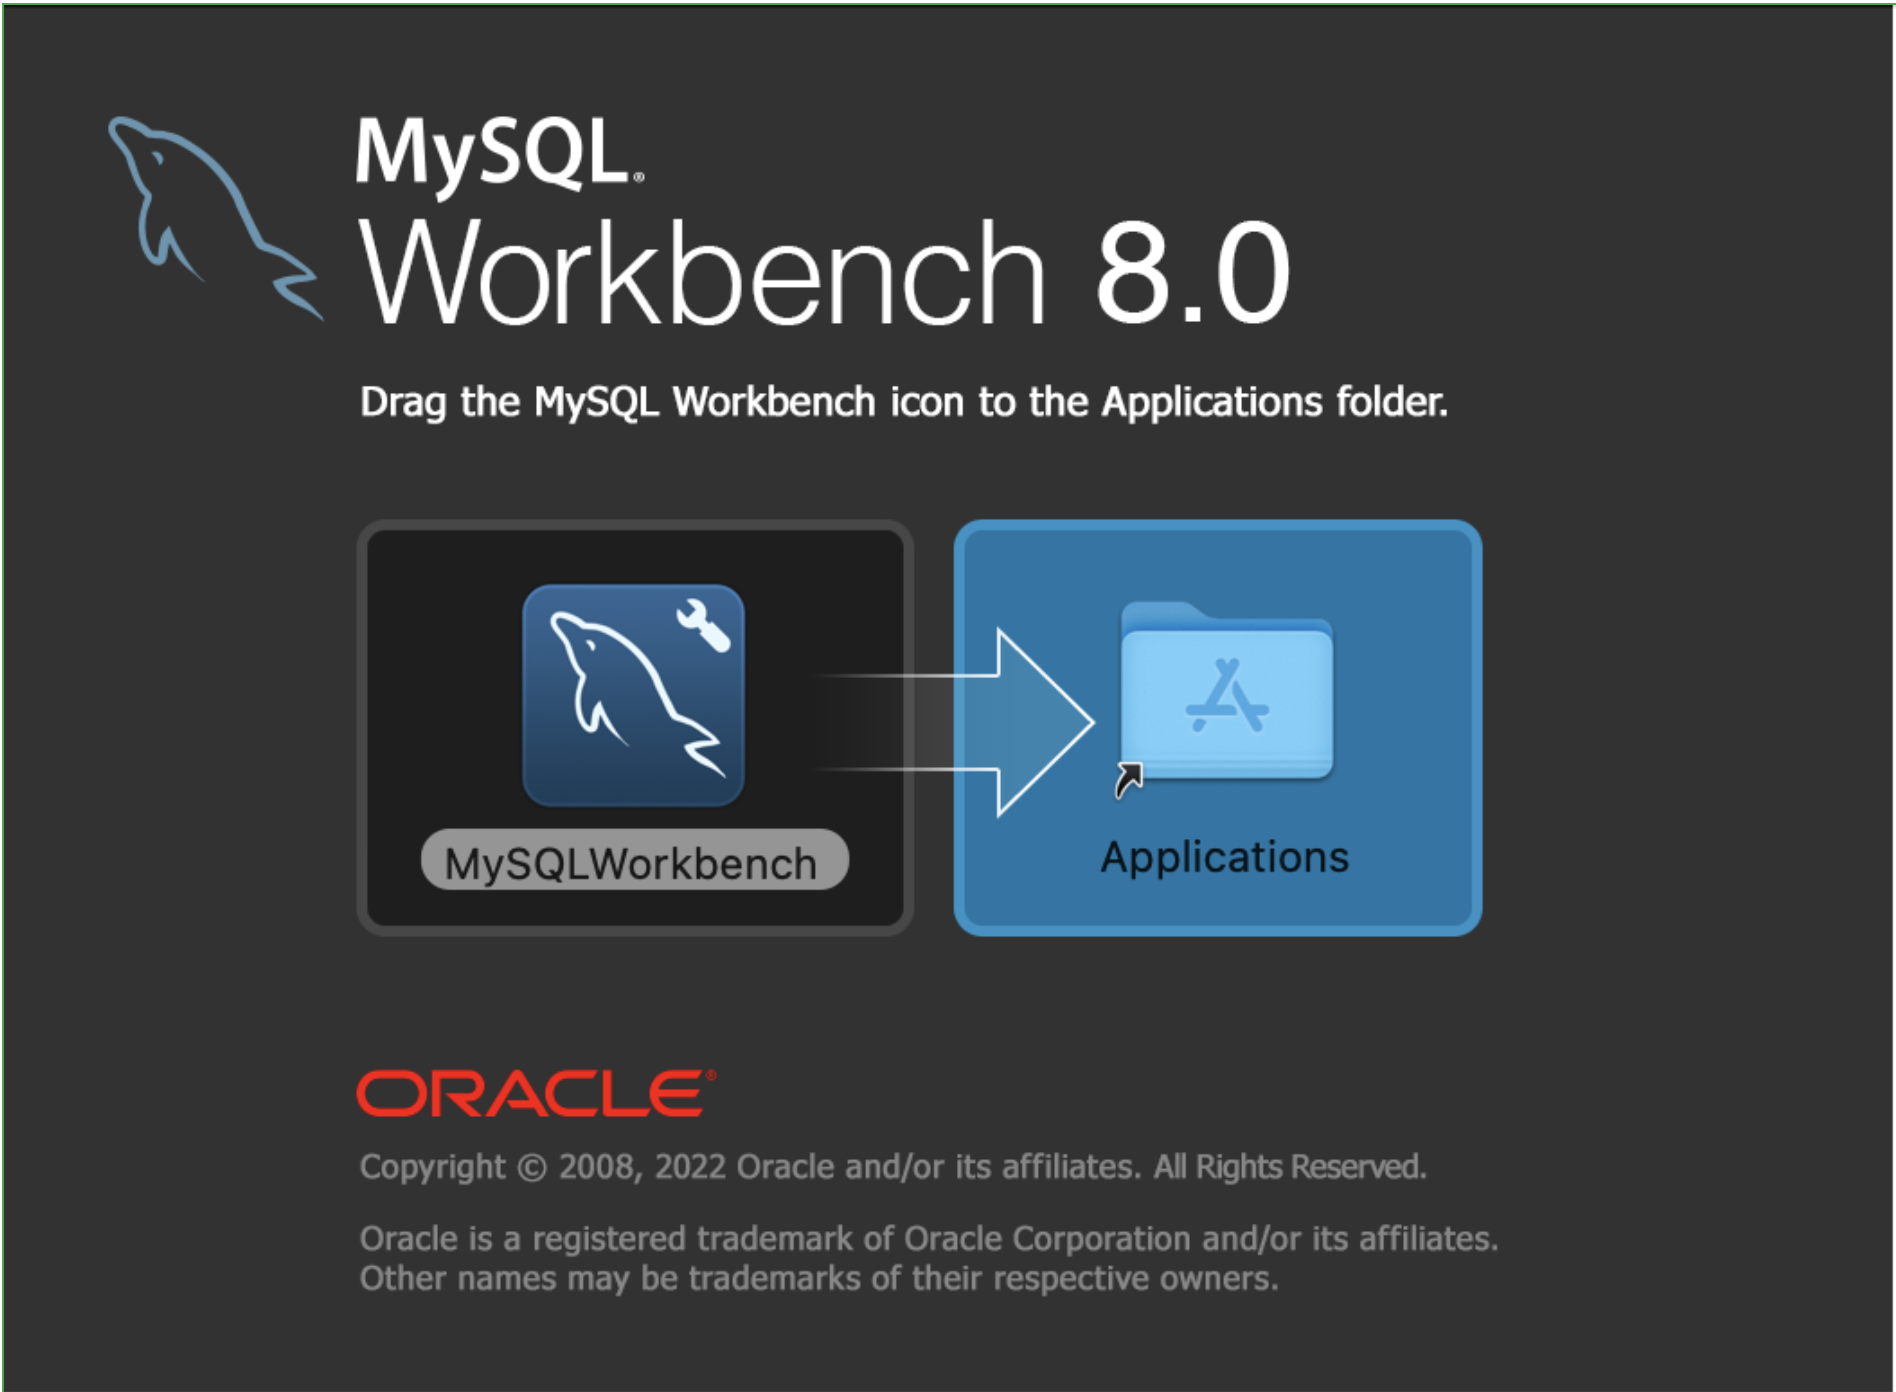 MySQL®
Workbench 8.0
Drag the MySQL Workbench icon to the Applications folder.
MySQLWorkbench
Applications
ORACLE®
Copyright © 2008, 2022 Oracle and/or its affiliates. All Rights Reserved.
Oracle is a registered trademark of Oracle Corporation and/or its affiliates.
Other names may be trademarks of their respective owners.